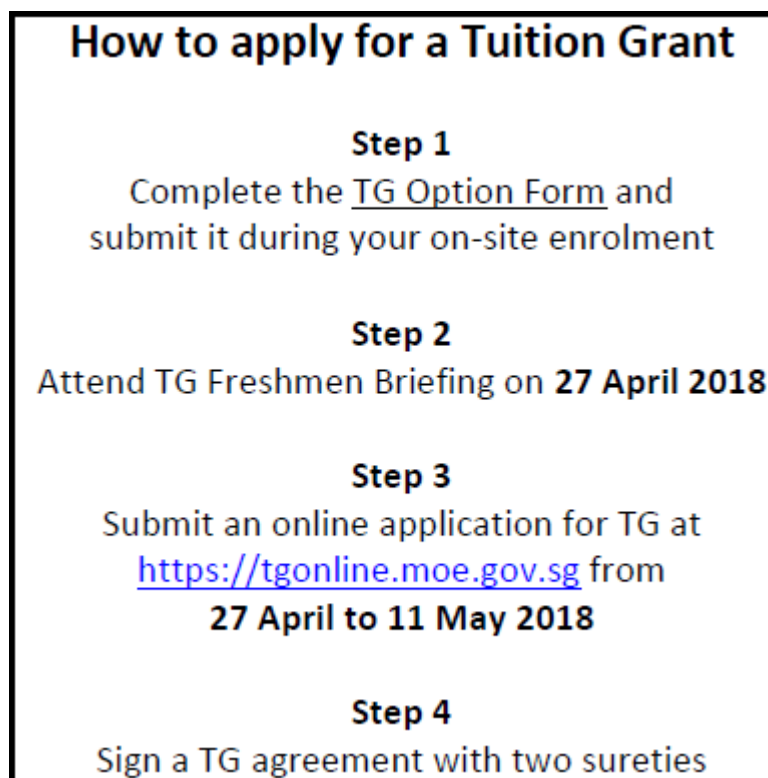 How to apply for a Tuition Grant
Step 1
Complete the TG Option Form and
submit it during your on-site enrolment
Step 2
Attend TG Freshmen Briefing on 27 April 2018
Step 3
Submit an online application for TG at
https://tgonline.moe.gov.sg from
27 April to 11 May 2018
Step 4
Sign a TG agreement with two sureties